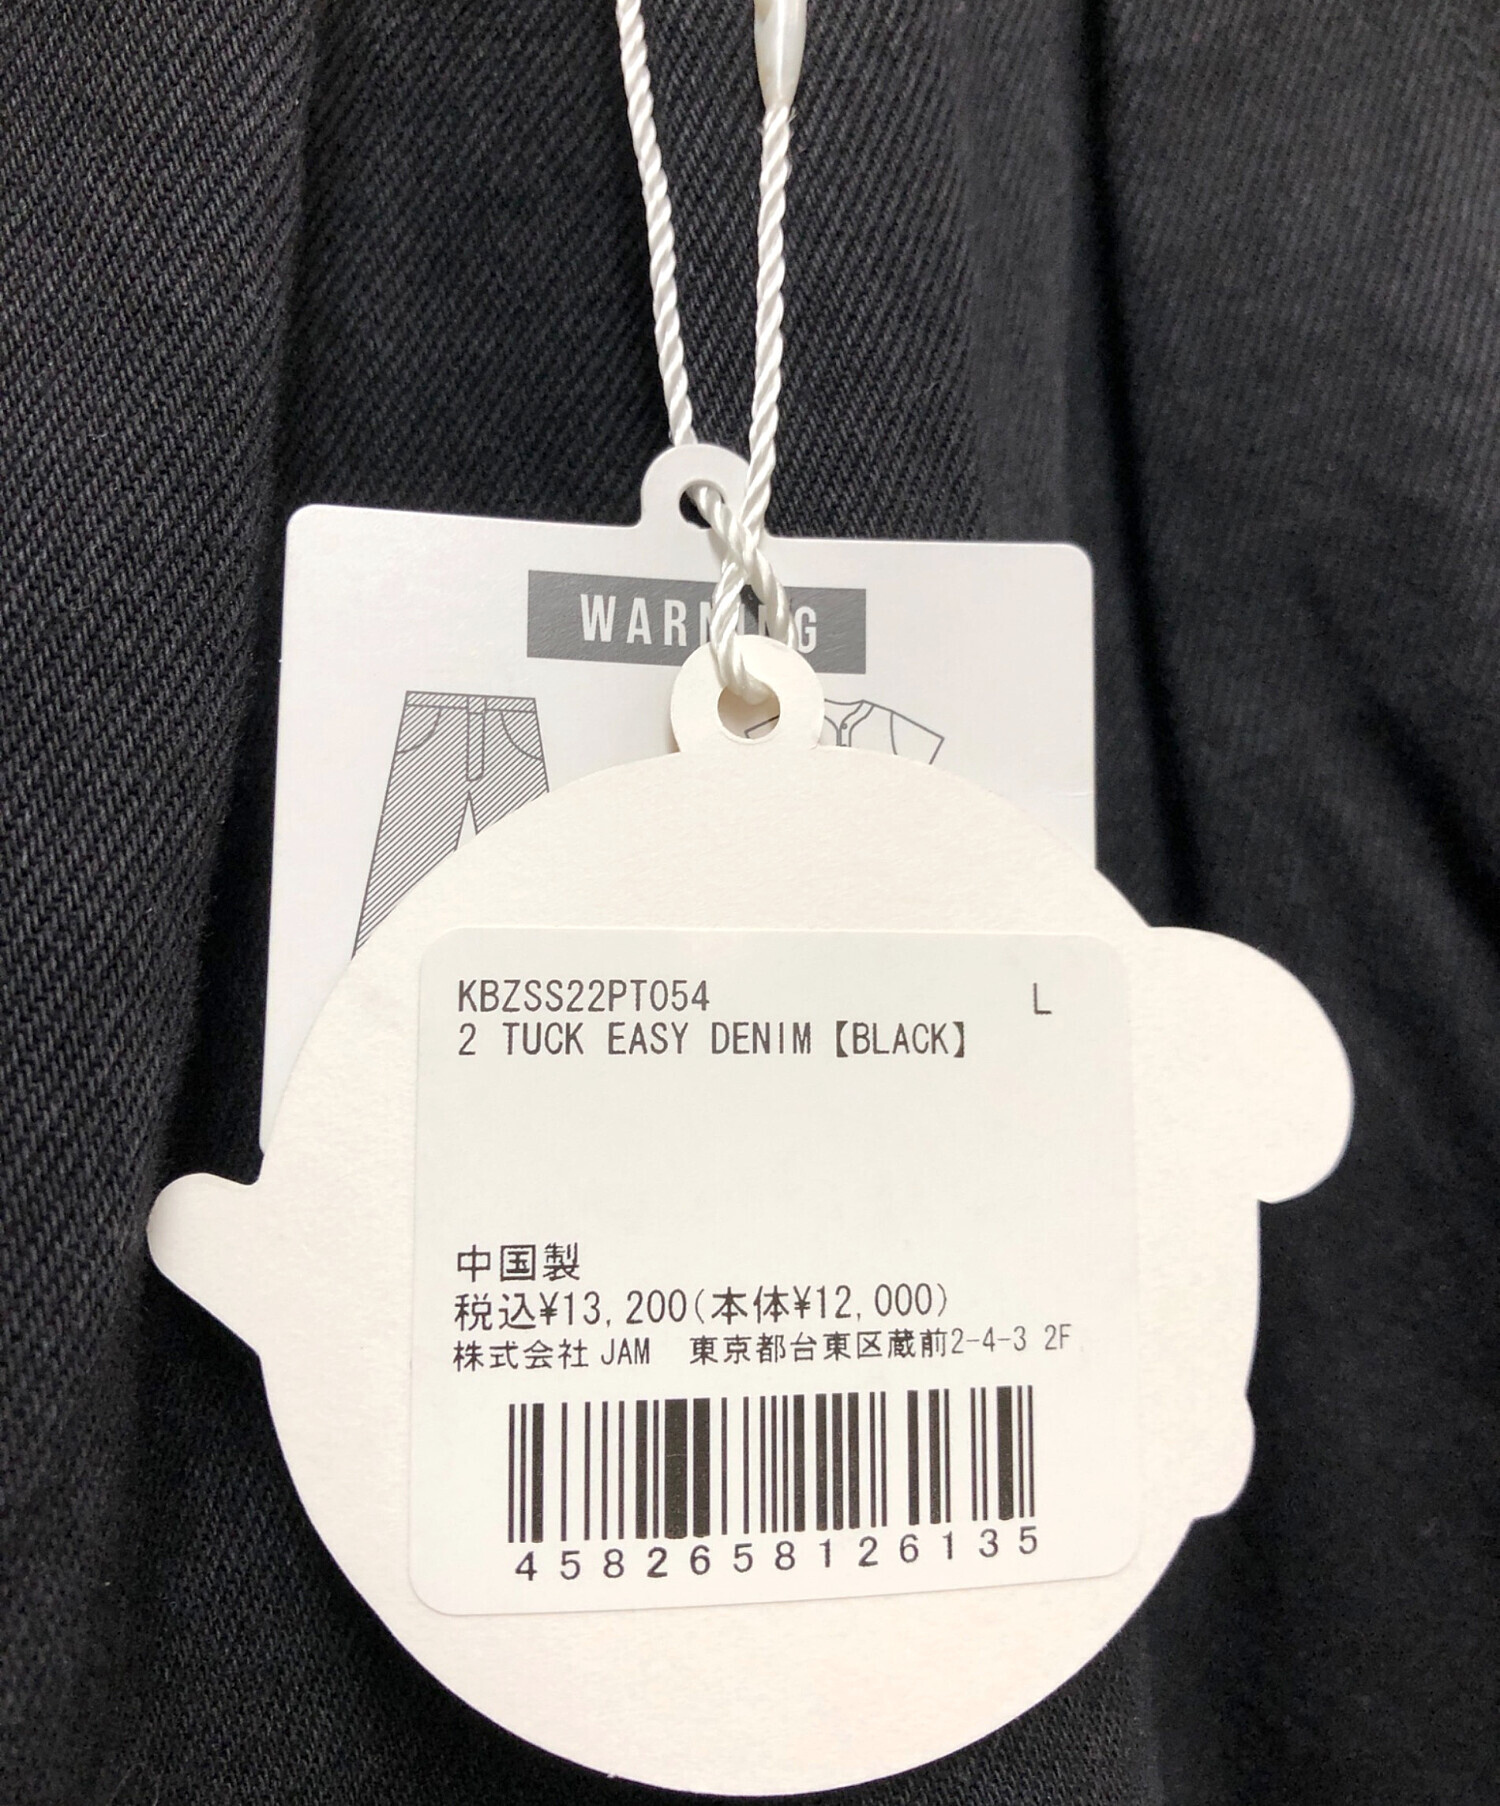 WARNING
KBZSS22PT054 L
2 TUCK EASY DENIM【BLACK】
中国製
税込¥13,200(本体¥12,000)
株式会社 JAM 東京都台東区蔵前2-4-3 2F
4582658126135